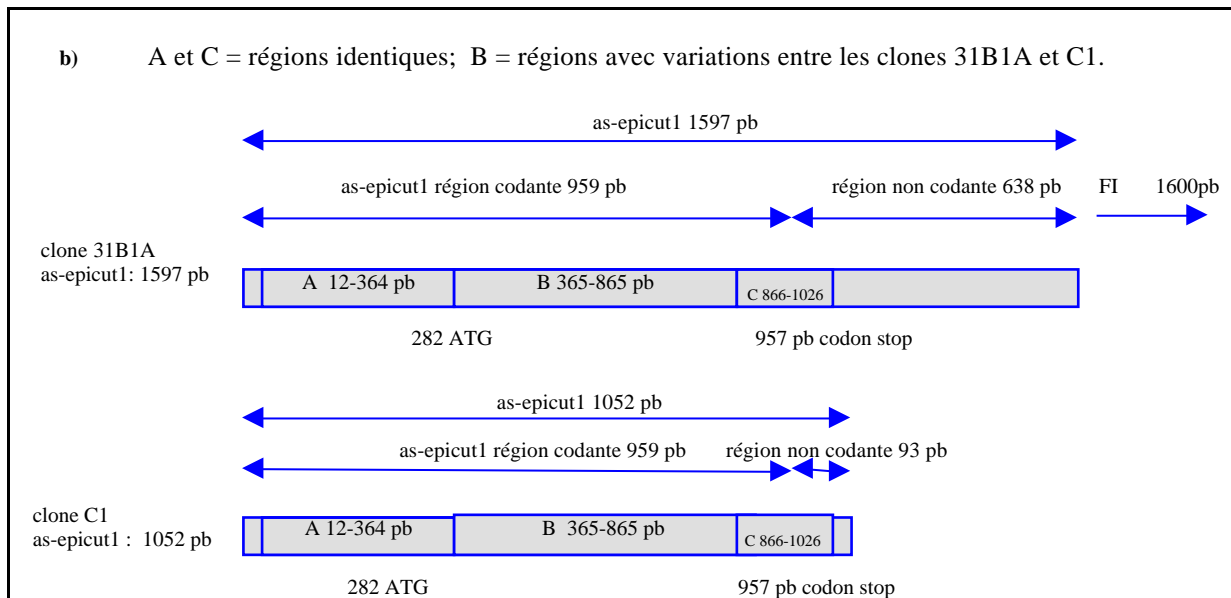 b) A et C = régions identiques; B = régions avec variations entre les clones 31B1A et C1.
as-epicut1 1597 pb
as-epicut1 région codante 959 pb
région non codante 638 pb
FI 1600pb
clone 31B1A
as-epicut1: 1597 pb
A 12-364 pb
B 365-865 pb
C 866-1026
282 ATG
957 pb codon stop
as-epicut1 1052 pb
as-epicut1 région codante 959 pb
région non codante 93 pb
clone C1
as-epicut1 : 1052 pb
A 12-364 pb
B 365-865 pb
C 866-1026
282 ATG
957 pb codon stop